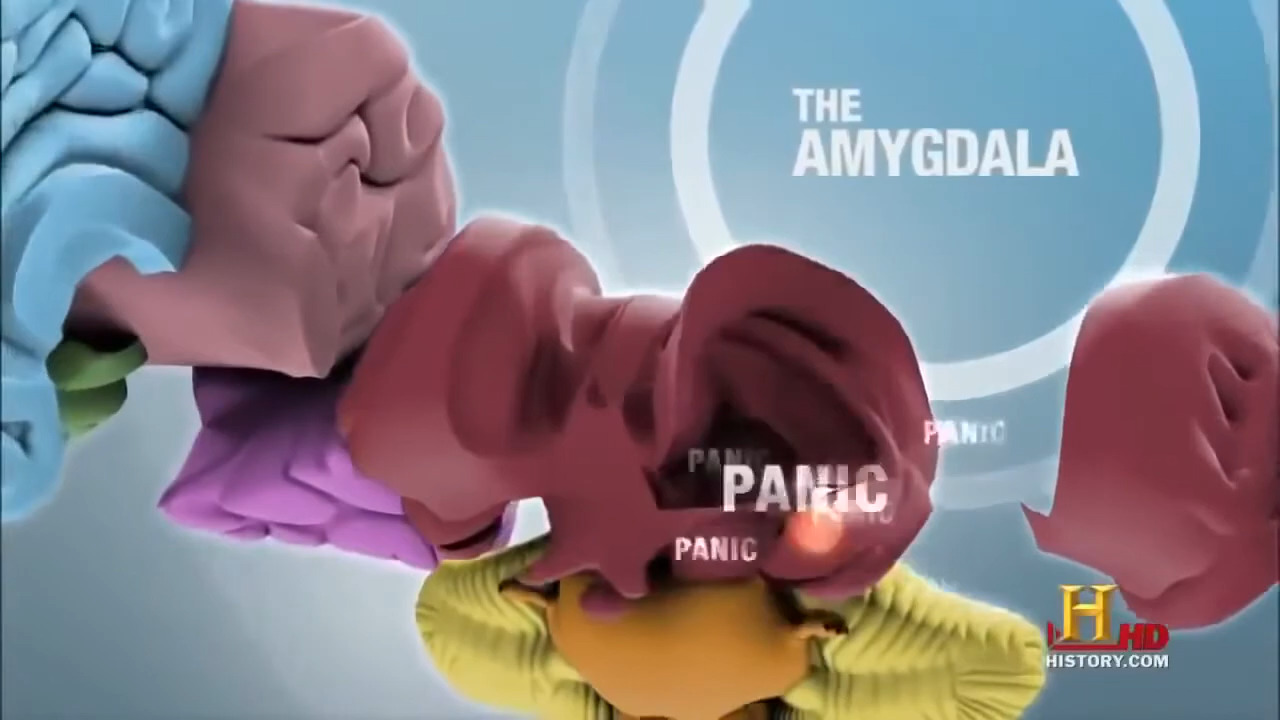 THE
AMYGDALA
PANIC
PANIC
PANIC
PANIC
H HD
HISTORY.COM